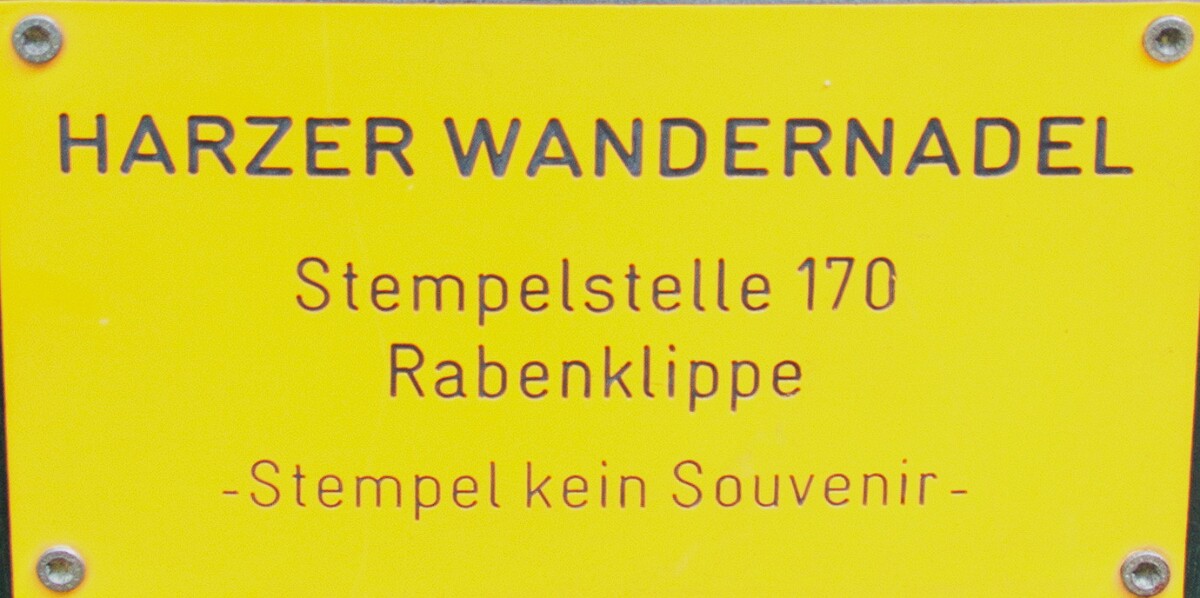 HARZER WANDERNADEL
Stempelstelle 170
Rabenklippe
-Stempel kein Souvenir-